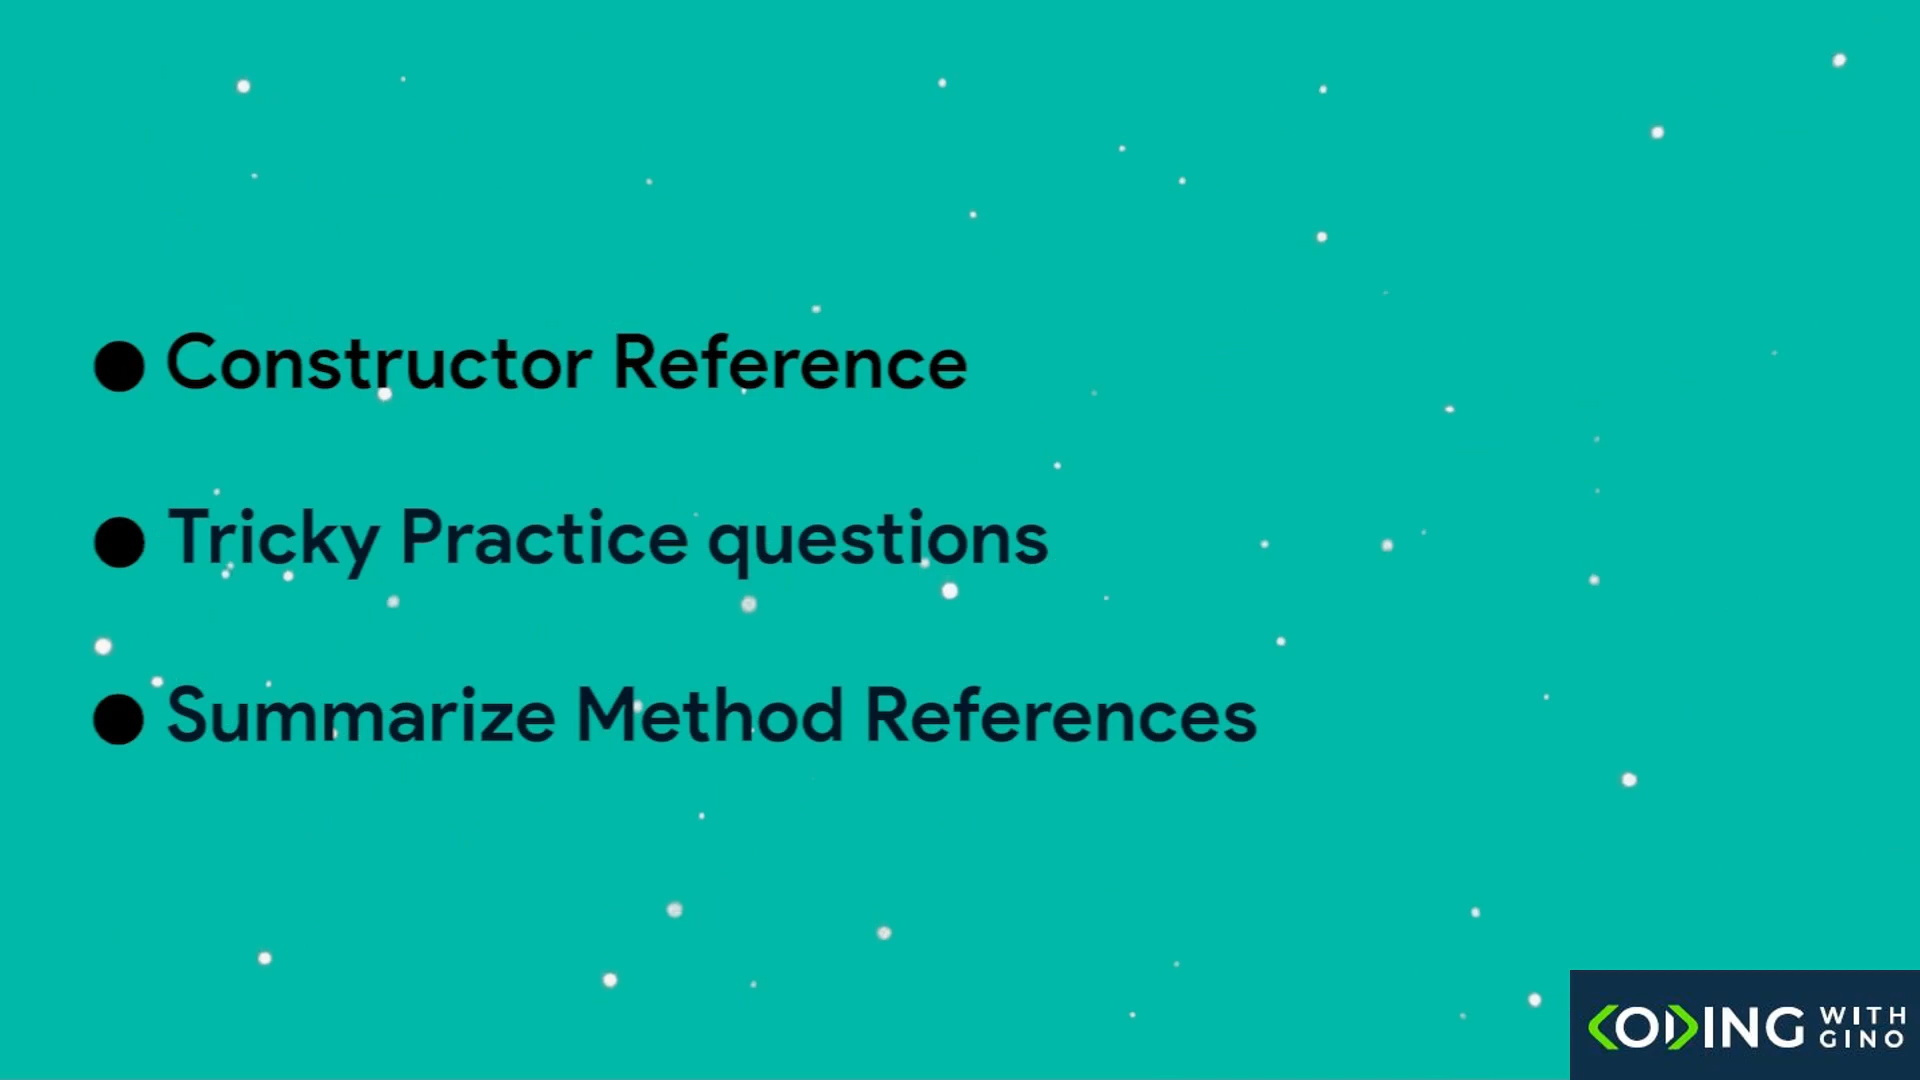 ● Constructor Reference
● Tricky Practice questions
● Summarize Method References
CODING WITH GINO